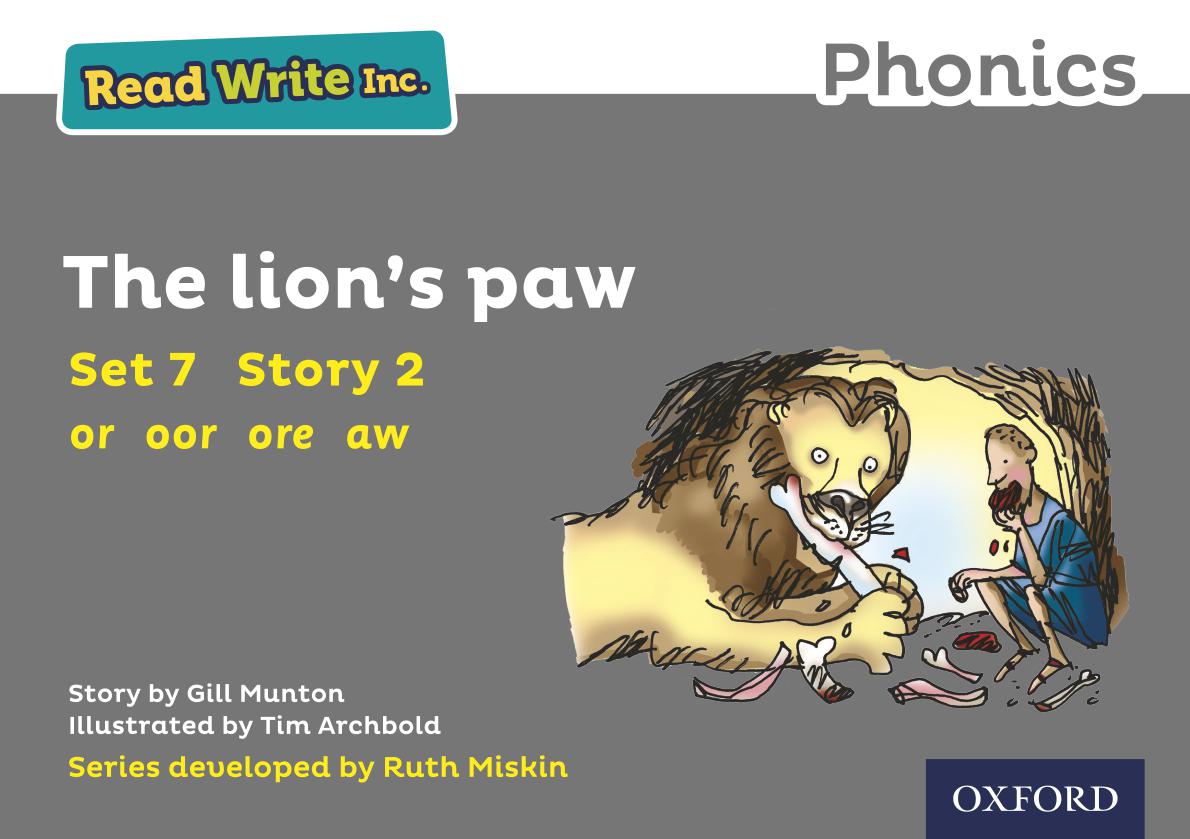 Read Write Inc.
Phonics
The lion's paw
Set 7 Story 2
or oor ore aw
Story by Gill Munton
Illustrated by Tim Archbold
Series developed by Ruth Miskin
OXFORD